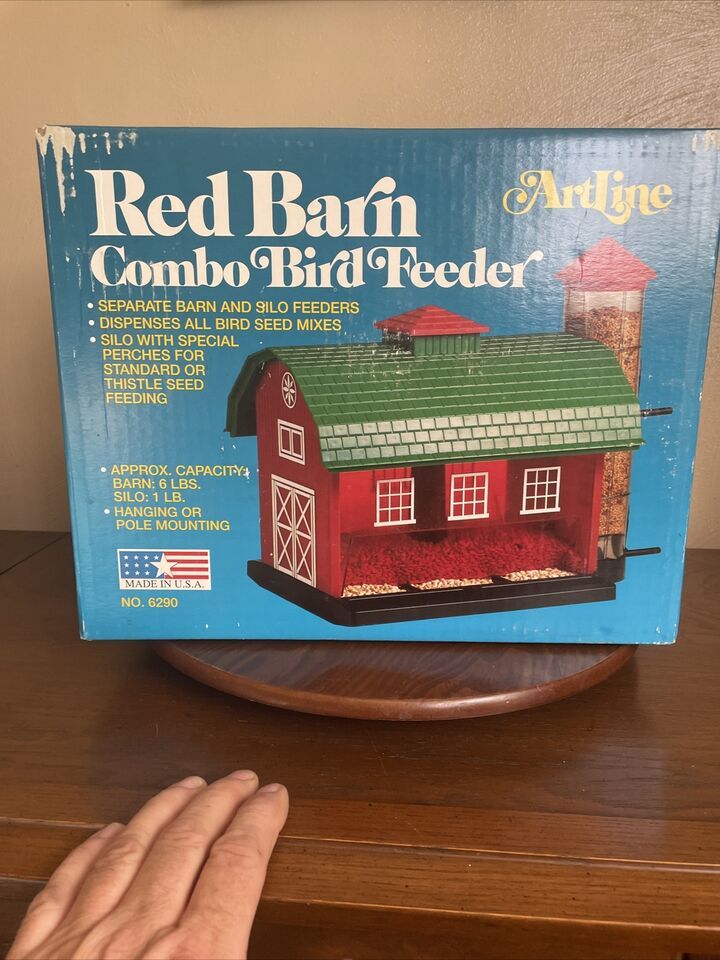 Red Barn
ArtLine
Combo Bird Feeder
• SEPARATE BARN AND SILO FEEDERS
• DISPENSES ALL BIRD SEED MIXES
• SILO WITH SPECIAL
PERCHES FOR
STANDARD OR
THISTLE SEED
FEEDING
• APPROX. CAPACITY:
BARN: 6 LBS.
SILO: 1 LB.
• HANGING OR
POLE MOUNTING
MADE IN U.S.A.
NO. 6290